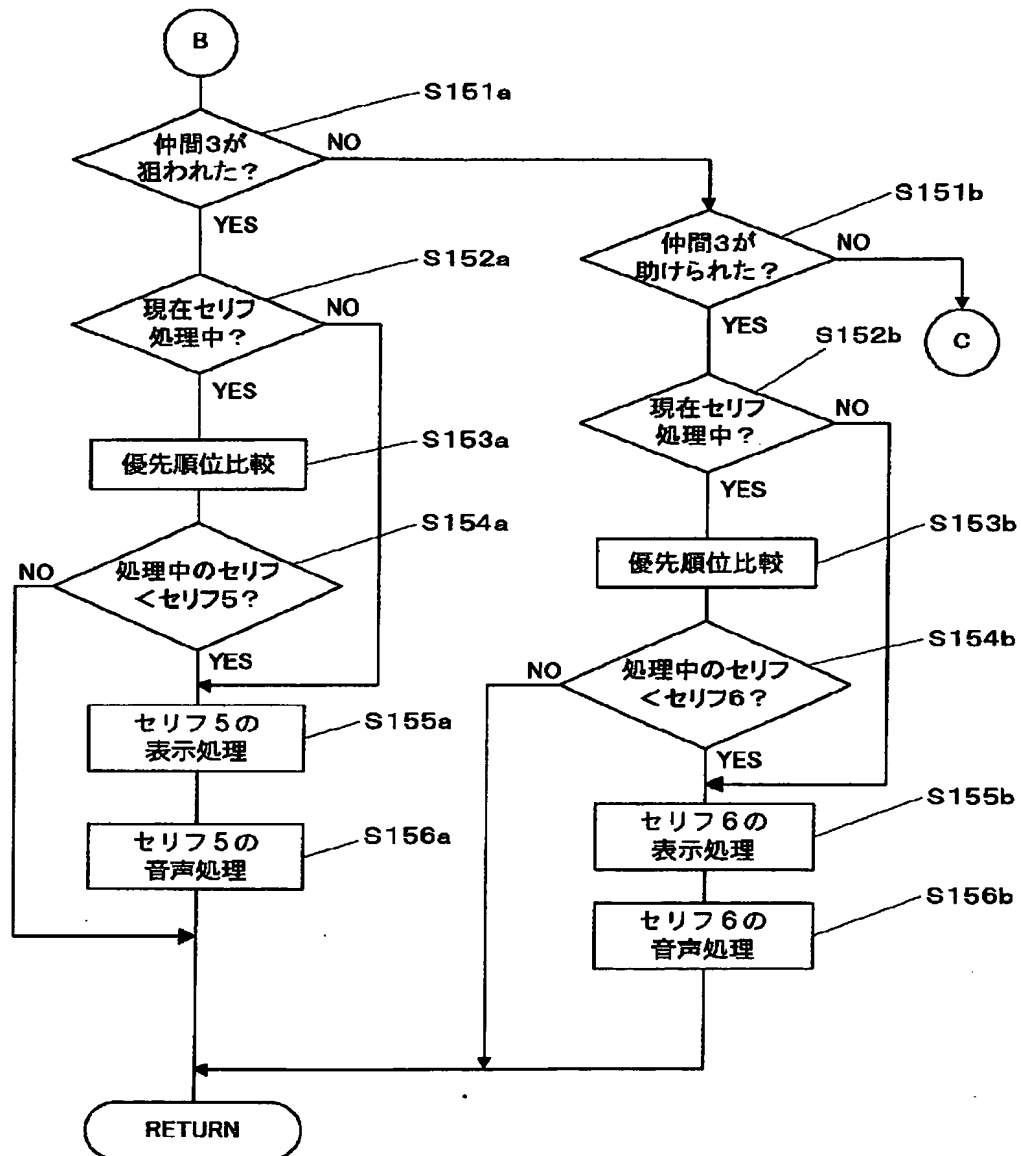 B
S151a
仲間3が
狙われた？
NO
YES
S151b
仲間3が
助けられた？
NO
YES
C
S152a
現在セリフ
処理中？
NO
YES
S152b
現在セリフ
処理中？
NO
YES
S153a
優先順位比較
S153b
優先順位比較
S154a
処理中のセリフ
＜セリフ5？
NO
YES
S154b
処理中のセリフ
＜セリフ6？
NO
YES
S155a
セリフ5の
表示処理
S155b
セリフ6の
表示処理
S156a
セリフ5の
音声処理
S156b
セリフ6の
音声処理
RETURN